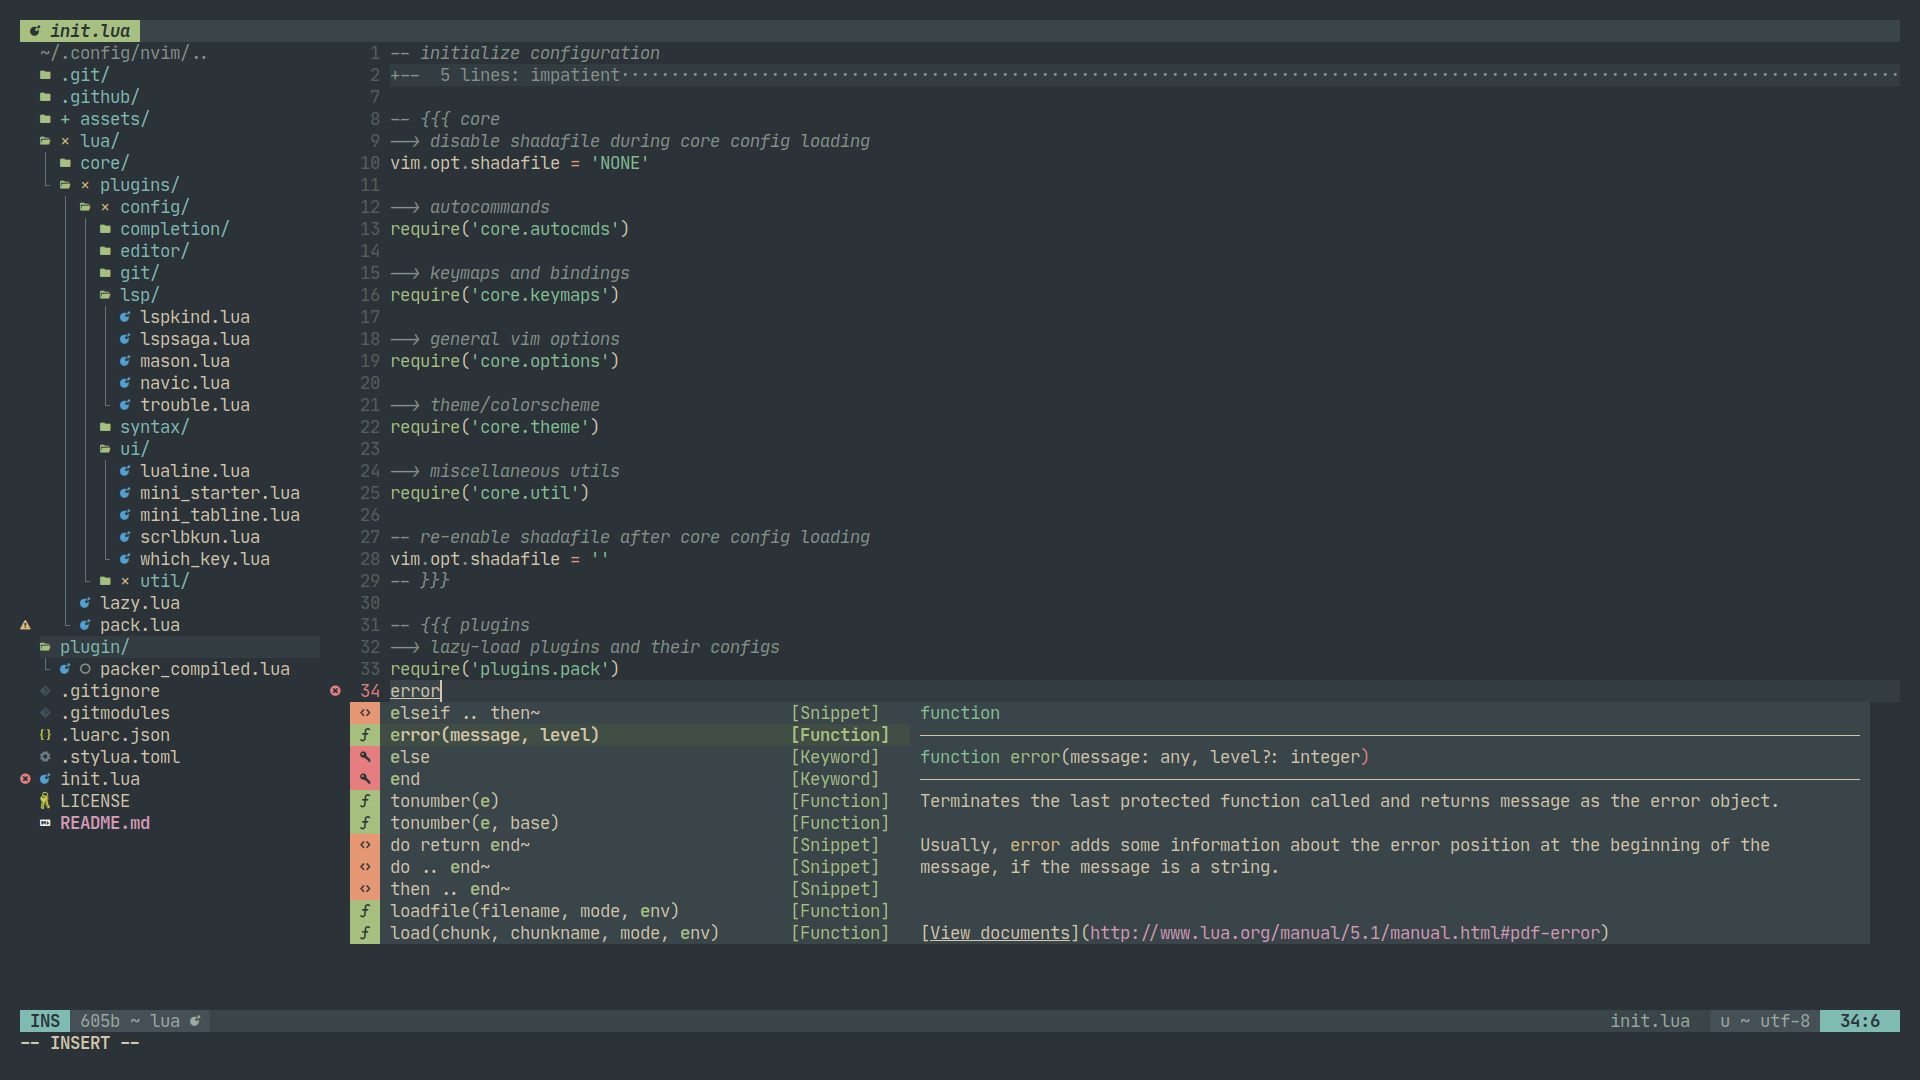 init.lua
~/.config/nvim/..
.git/
.github/
+ assets/
× lua/
core/
× plugins/
× config/
completion/
editor/
git/
lsp/
lspkind.lua
lspsaga.lua
mason.lua
navic.lua
trouble.lua
syntax/
ui/
lualine.lua
mini_starter.lua
mini_tabline.lua
scrlbkun.lua
which_key.lua
× util/
lazy.lua
pack.lua
plugin/
packer_compiled.lua
.gitignore
.gitmodules
{} .luarc.json
.stylua.toml
init.lua
LICENSE
README.md
1 -- initialize configuration
2 +--  5 lines: impatient·······························································································································
7
8 -- {{{ core
9 --> disable shadafile during core config loading
10 vim.opt.shadafile = 'NONE'
11
12 --> autocommands
13 require('core.autocmds')
14
15 --> keymaps and bindings
16 require('core.keymaps')
17
18 --> general vim options
19 require('core.options')
20
21 --> theme/colorscheme
22 require('core.theme')
23
24 --> miscellaneous utils
25 require('core.util')
26
27 -- re-enable shadafile after core config loading
28 vim.opt.shadafile = ''
29 -- }}}
30
31 -- {{{ plugins
32 --> lazy-load plugins and their configs
33 require('plugins.pack')
34 error
<> elseif .. then~ [Snippet]
ƒ error(message, level) [Function]
else [Keyword]
end [Keyword]
ƒ tonumber(e) [Function]
ƒ tonumber(e, base) [Function]
<> do return end~ [Snippet]
<> do .. end~ [Snippet]
<> then .. end~ [Snippet]
ƒ loadfile(filename, mode, env) [Function]
ƒ load(chunk, chunkname, mode, env) [Function]
function
function error(message: any, level?: integer)
Terminates the last protected function called and returns message as the error object.
Usually, error adds some information about the error position at the beginning of the
message, if the message is a string.
[View documents](http://www.lua.org/manual/5.1/manual.html#pdf-error)
INS 605b ~ lua init.lua u ~ utf-8 34:6
-- INSERT --